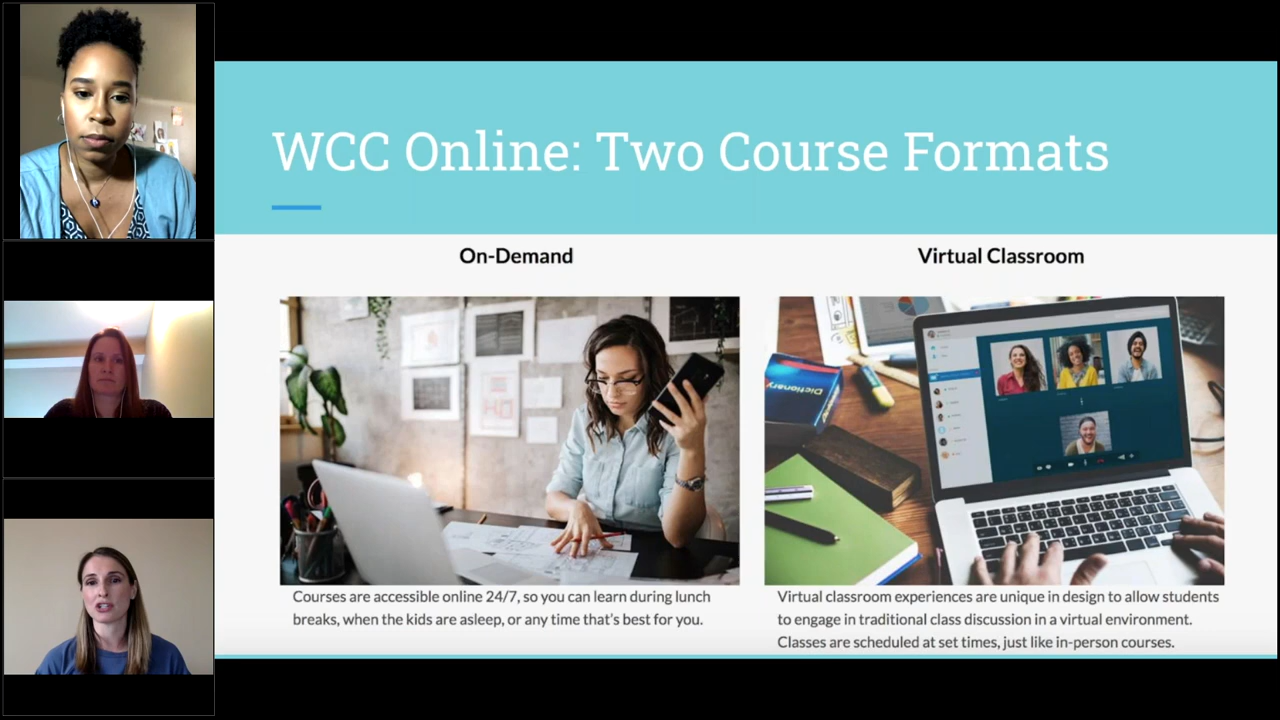 WCC Online: Two Course Formats
On-Demand
Virtual Classroom
Dictionary
Courses are accessible online 24/7, so you can learn during lunch
breaks, when the kids are asleep, or any time that's best for you.
Virtual classroom experiences are unique in design to allow students
to engage in traditional class discussion in a virtual environment.
Classes are scheduled at set times, just like in-person courses.